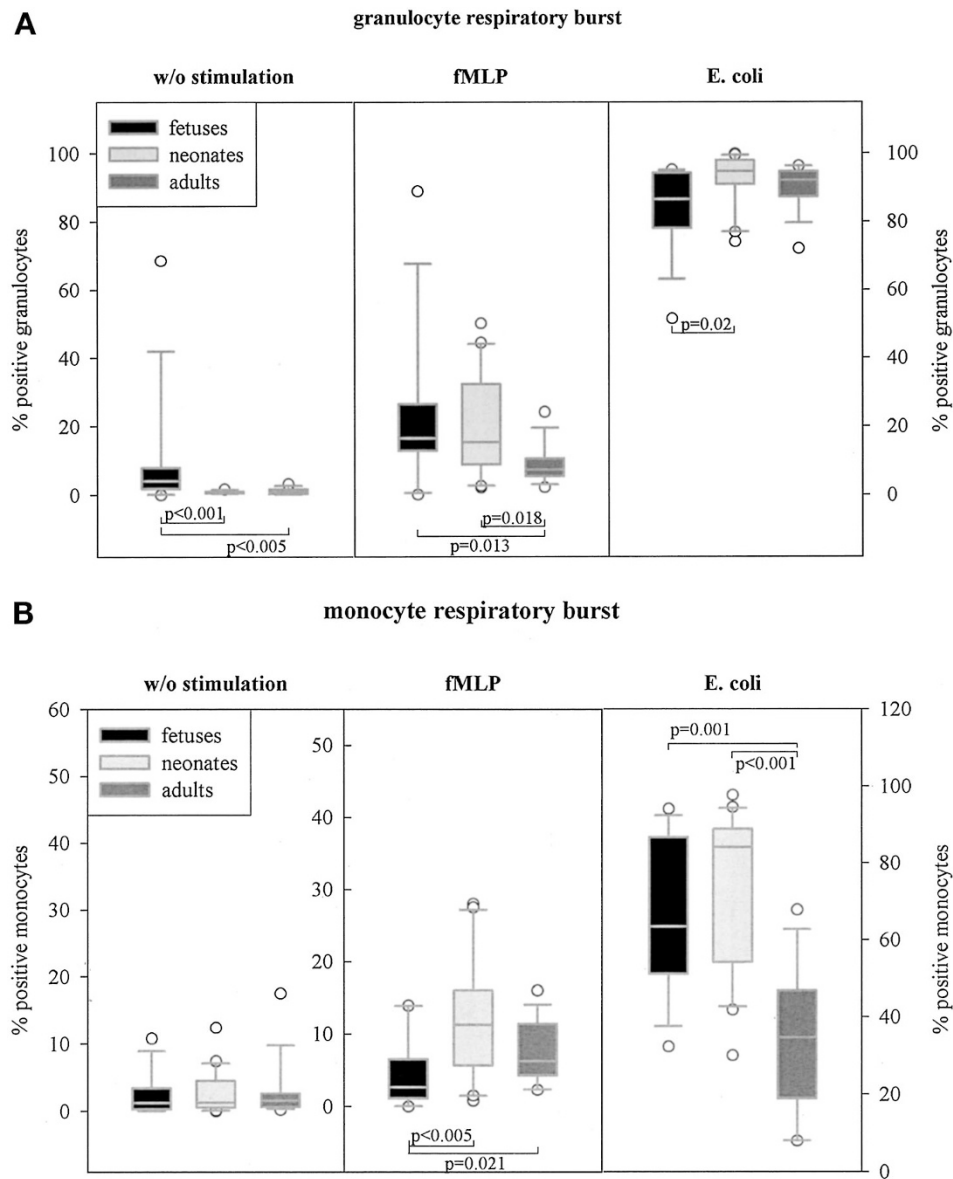 A
granulocyte respiratory burst
w/o stimulation
fMLP
E. coli
fetuses
neonates
adults
100
80
60
40
20
0
% positive granulocytes
p<0.001
p<0.005
p=0.018
p=0.013
p=0.02
100
80
60
40
20
0
% positive granulocytes
B
monocyte respiratory burst
w/o stimulation
fMLP
E. coli
60
50
40
30
20
10
0
% positive monocytes
fetuses
neonates
adults
50
40
30
20
10
0
p<0.005
p=0.021
p=0.001
p<0.001
120
100
80
60
40
20
0
% positive monocytes